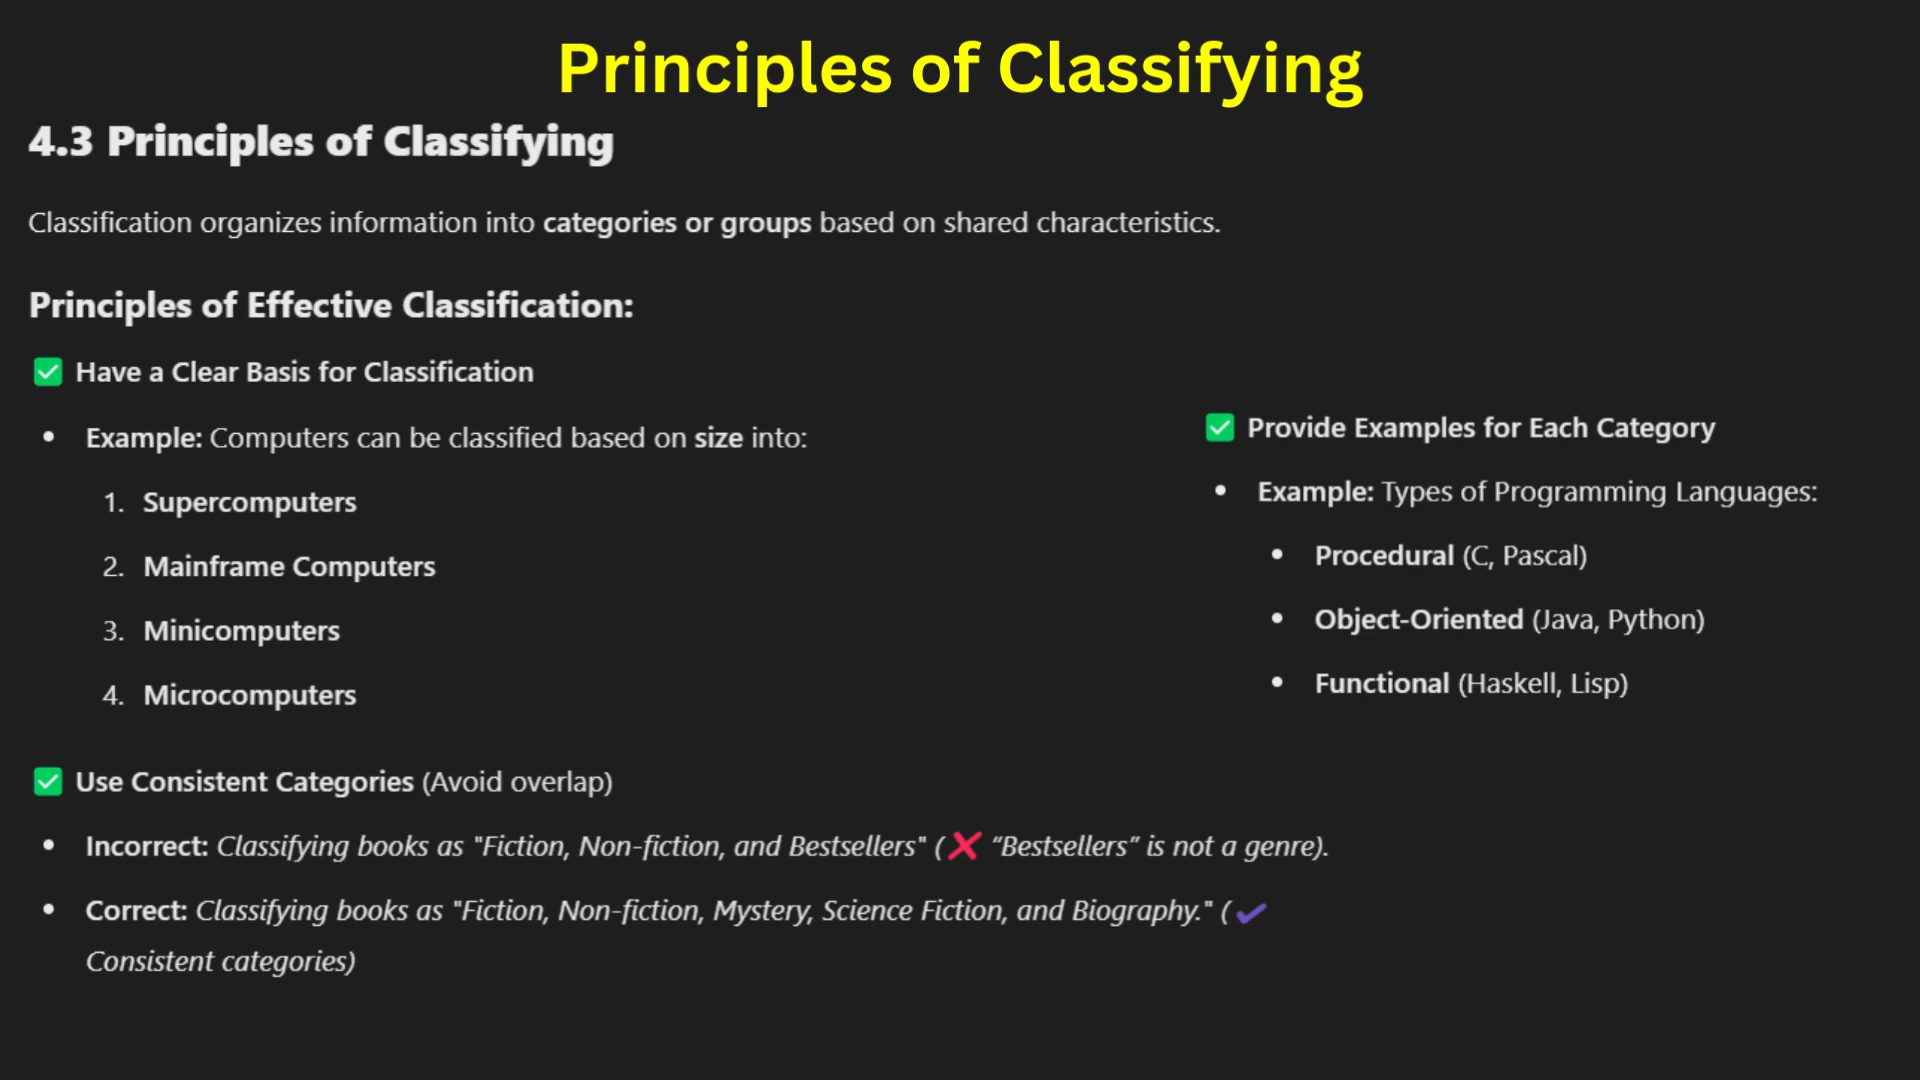 Principles of Classifying
4.3 Principles of Classifying
Classification organizes information into categories or groups based on shared characteristics.
Principles of Effective Classification:
✅ Have a Clear Basis for Classification
• Example: Computers can be classified based on size into:
1. Supercomputers
2. Mainframe Computers
3. Minicomputers
4. Microcomputers
✅ Use Consistent Categories (Avoid overlap)
• Incorrect: Classifying books as "Fiction, Non-fiction, and Bestsellers" (❌ “Bestsellers” is not a genre).
• Correct: Classifying books as "Fiction, Non-fiction, Mystery, Science Fiction, and Biography." (✔
Consistent categories)
✅ Provide Examples for Each Category
• Example: Types of Programming Languages:
• Procedural (C, Pascal)
• Object-Oriented (Java, Python)
• Functional (Haskell, Lisp)